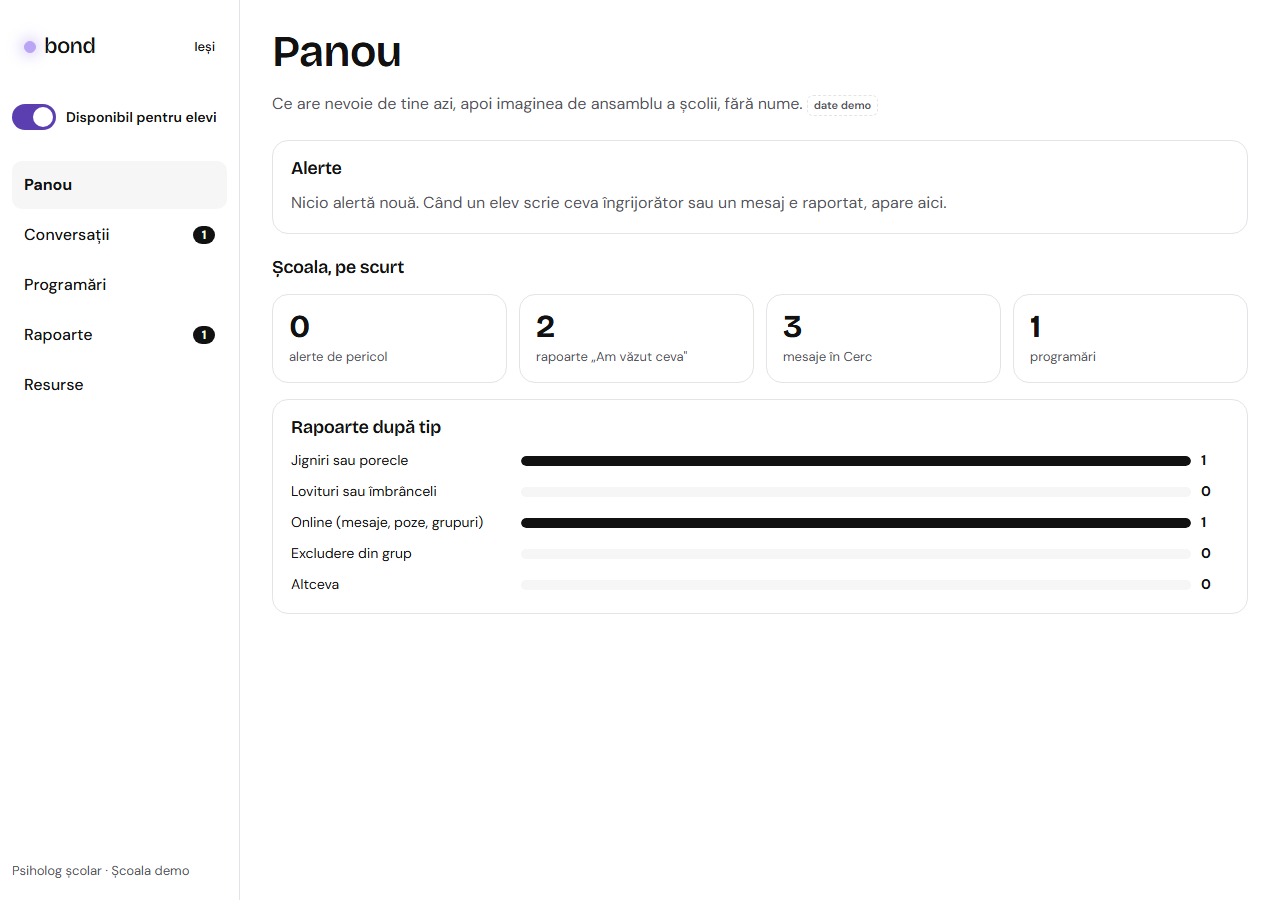 bond
Ieși
Disponibil pentru elevi
Panou
Conversații 1
Programări
Rapoarte 1
Resurse
Psiholog școlar · Școala demo
Panou
Ce are nevoie de tine azi, apoi imaginea de ansamblu a școlii, fără nume. date demo
Alerte
Nicio alertă nouă. Când un elev scrie ceva îngrijorător sau un mesaj e raportat, apare aici.
Școala, pe scurt
0
alerte de pericol
2
rapoarte „Am văzut ceva"
3
mesaje în Cerc
1
programări
Rapoarte după tip
Jigniri sau porecle 1
Lovituri sau îmbrânceli 0
Online (mesaje, poze, grupuri) 1
Excludere din grup 0
Altceva 0